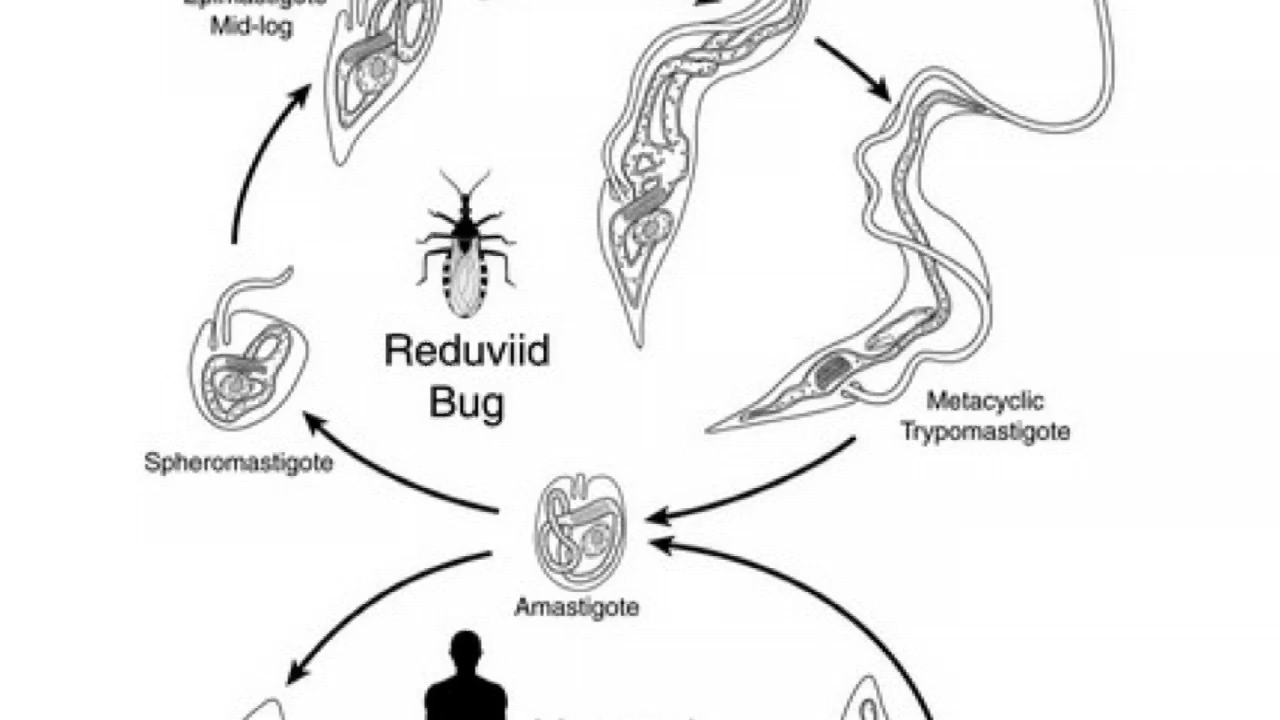 Mid-log
Reduviid
Bug
Metacyclic
Trypomastigote
Spheromastigote
Amastigote